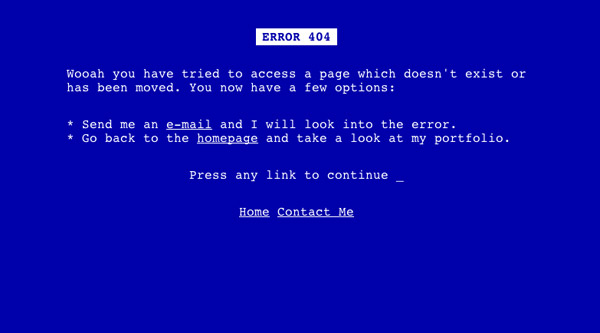 ERROR 404
Wooah you have tried to access a page which doesn't exist or
has been moved. You now have a few options:
* Send me an e-mail and I will look into the error.
* Go back to the homepage and take a look at my portfolio.
Press any link to continue _
Home Contact Me